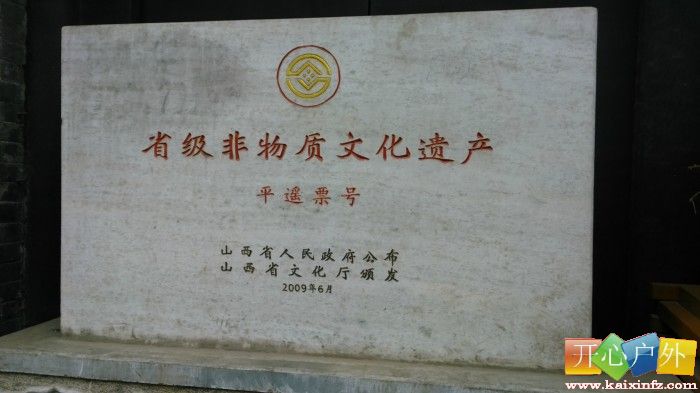 省级非物质文化遗产
平遥票号
山西省人民政府公布
山西省文化厅颁发
2009年6月
开心户外
www.kaixinfz.com